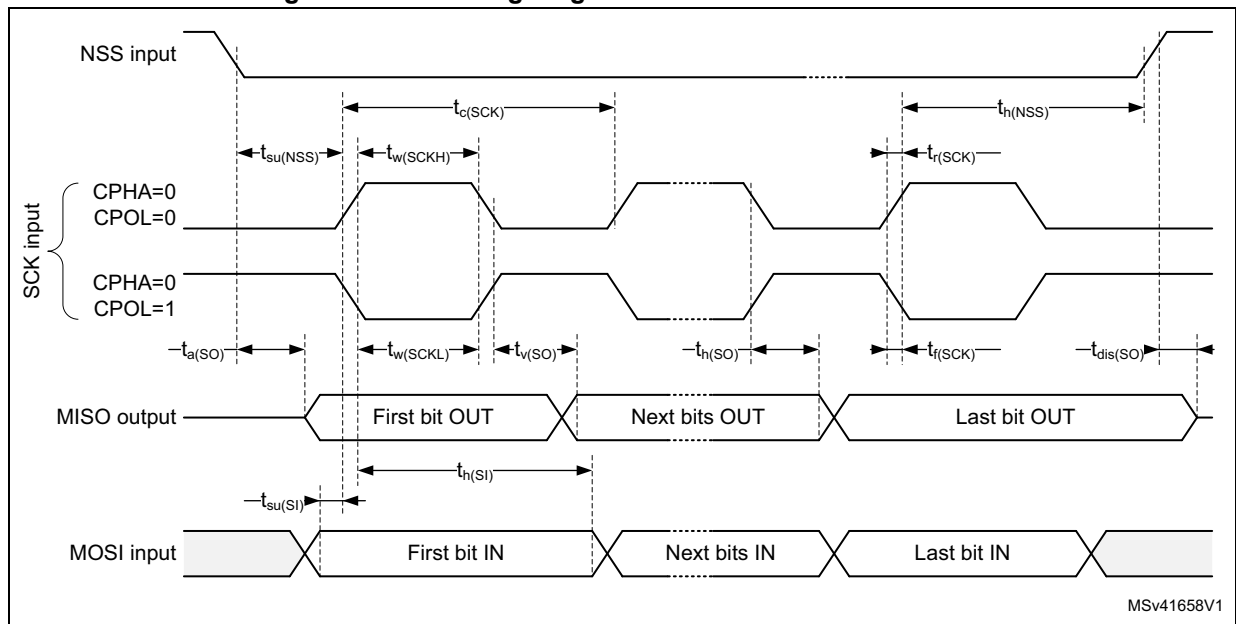 NSS input
tc(SCK)
th(NSS)
tsu(NSS)
tw(SCKH)
tr(SCK)
SCK input
CPHA=0
CPOL=0
CPHA=0
CPOL=1
ta(SO)
tw(SCKL)
tv(SO)
th(SO)
tf(SCK)
tdis(SO)
MISO output
First bit OUT
Next bits OUT
Last bit OUT
th(SI)
tsu(SI)
MOSI input
First bit IN
Next bits IN
Last bit IN
MSv41658V1